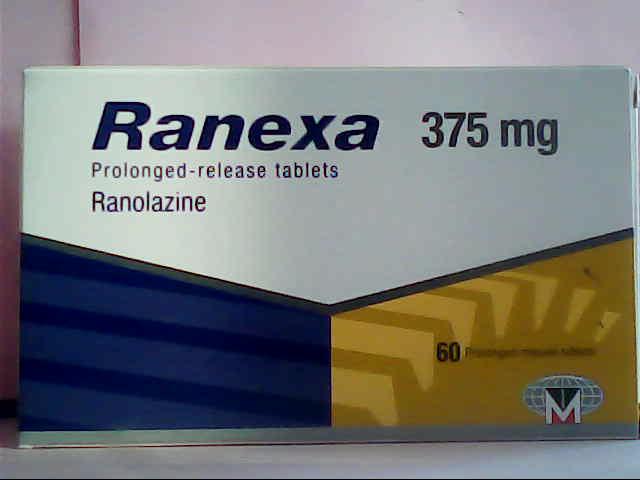 Ranexa 375 mg
Prolonged-release tablets
Ranolazine
60 Prolonged-release tablets
M